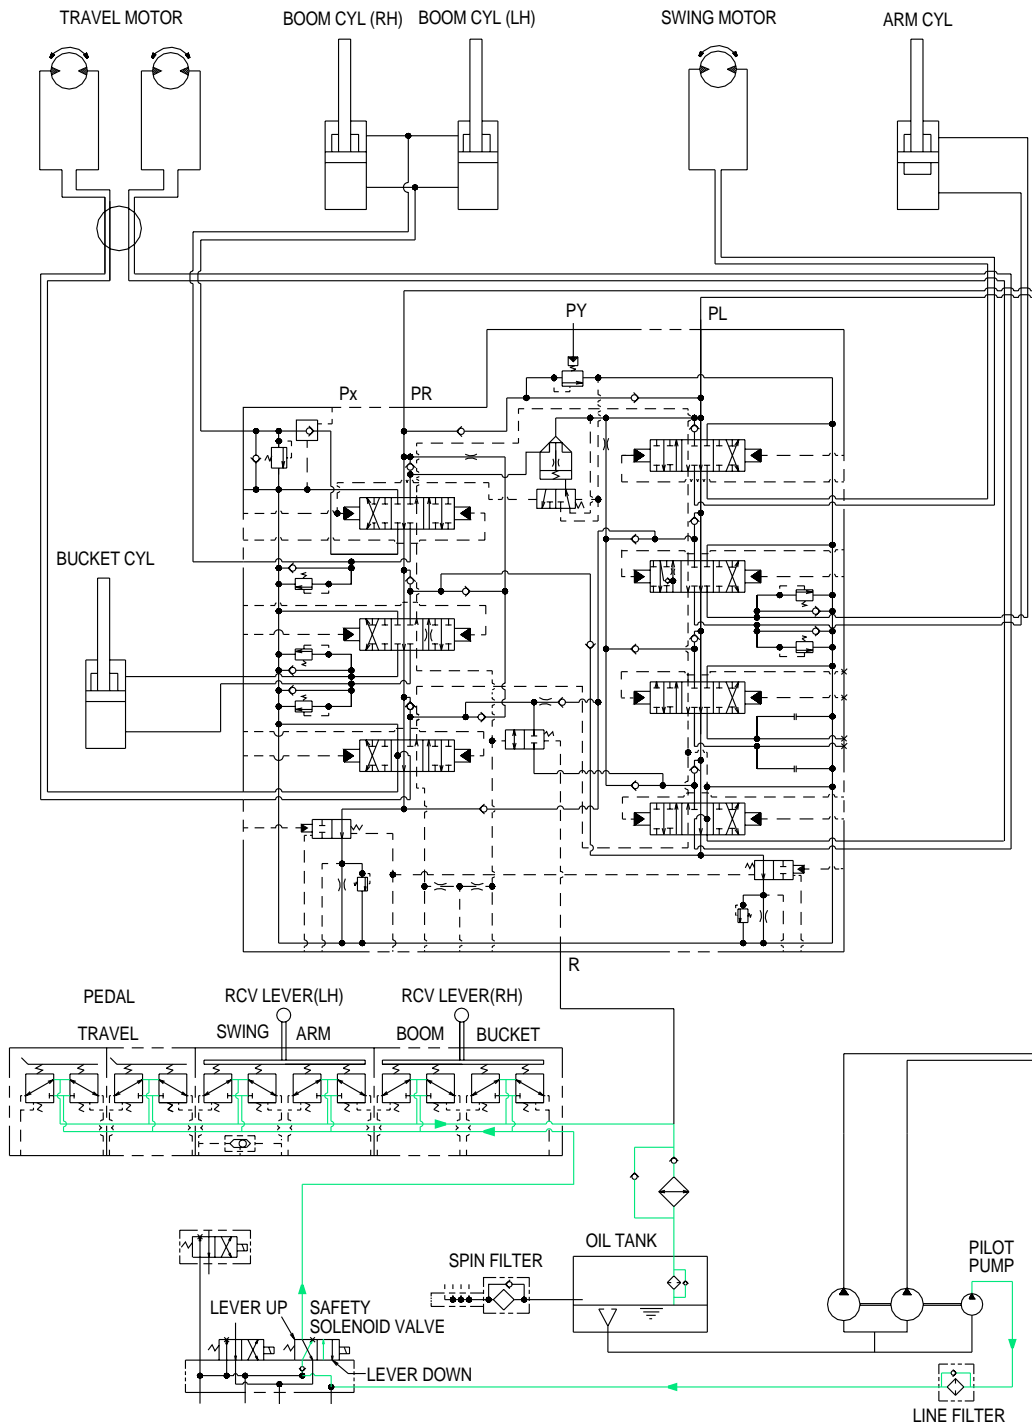 TRAVEL MOTOR
BOOM CYL (RH)
BOOM CYL (LH)
SWING MOTOR
ARM CYL
PY
PL
Px
PR
BUCKET CYL
R
PEDAL
RCV LEVER(LH)
RCV LEVER(RH)
TRAVEL
SWING
ARM
BOOM
BUCKET
OIL TANK
SPIN FILTER
PILOT
PUMP
LEVER UP
SAFETY
SOLENOID VALVE
LEVER DOWN
LINE FILTER